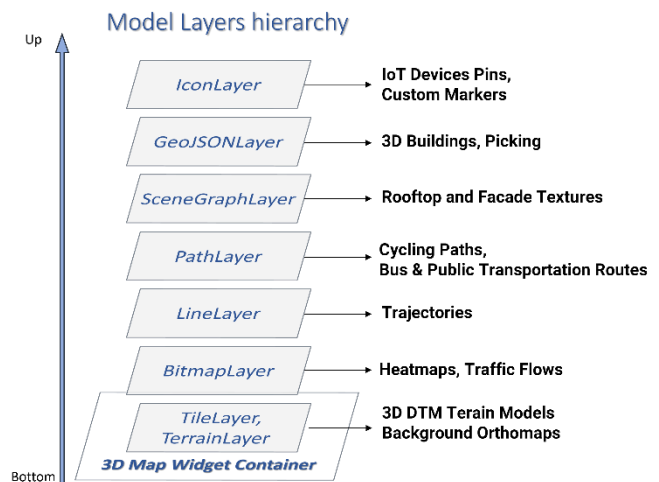 Model Layers hierarchy
Up
IconLayer
IoT Devices Pins,
Custom Markers
GeoJSONLayer
3D Buildings, Picking
SceneGraphLayer
Rooftop and Facade Textures
PathLayer
Cycling Paths,
Bus & Public Transportation Routes
LineLayer
Trajectories
BitmapLayer
Heatmaps, Traffic Flows
TileLayer,
TerrainLayer
3D DTM Terrain Models
Background Orthomaps
3D Map Widget Container
Bottom